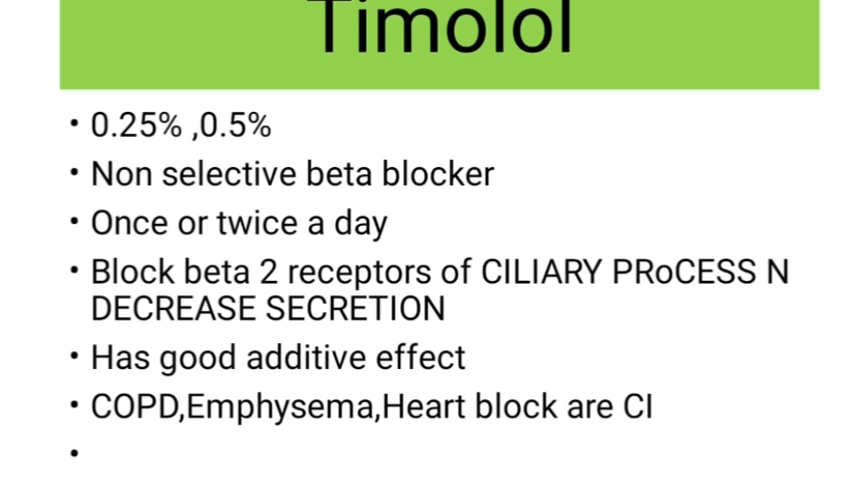 Timolol
• 0.25% ,0.5%
• Non selective beta blocker
• Once or twice a day
• Block beta 2 receptors of CILIARY PRoCESS N
DECREASE SECRETION
• Has good additive effect
• COPD,Emphysema,Heart block are CI
•